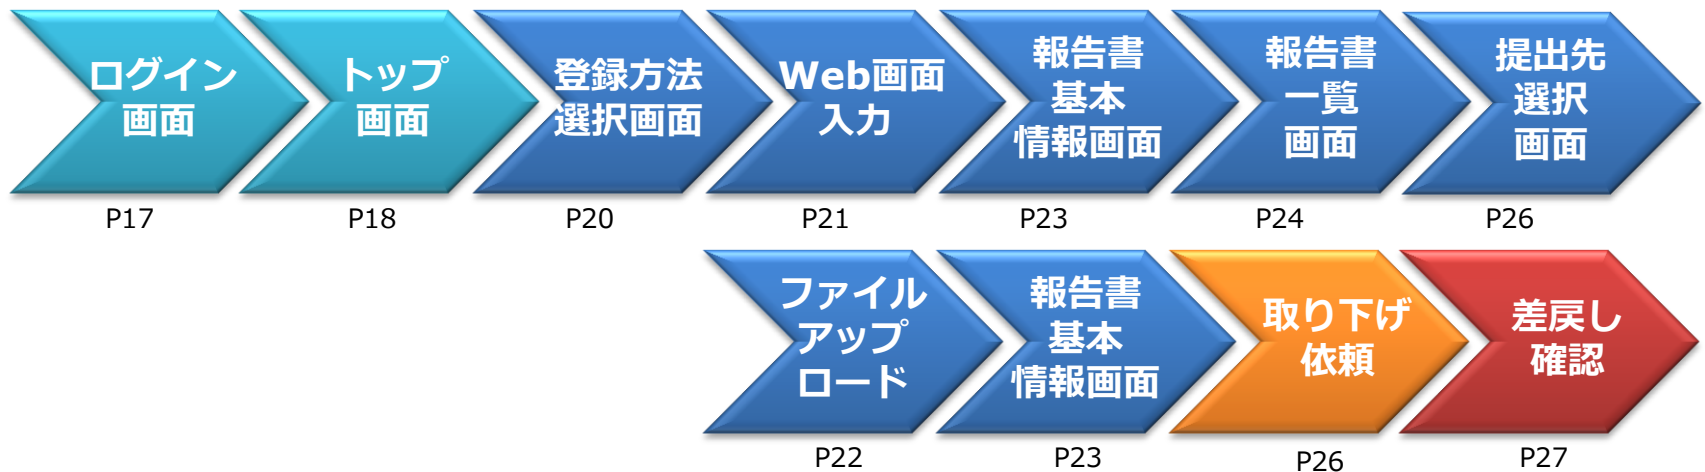 ログイン
画面
トップ
画面
登録方法
選択画面
Web画面
入力
報告書
基本
情報画面
報告書
一覧
画面
提出先
選択
画面
P17
P18
P20
P21
P23
P24
P26
ファイル
アップ
ロード
報告書
基本
情報画面
取り下げ
依頼
差戻し
確認
P22
P23
P26
P27